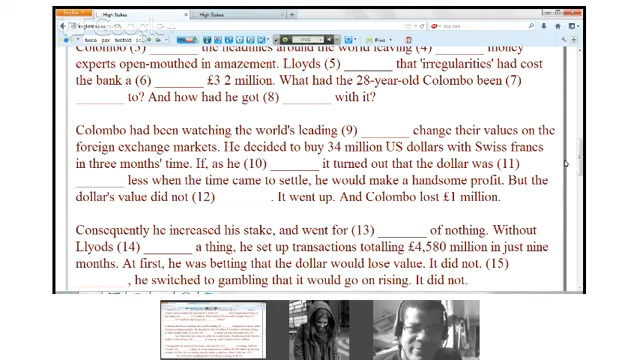 High Stakes
High Stakes
Print
Colombo (3) ________ the headlines around the world leaving (4) ________ money
experts open-mouthed in amazement. Lloyds (5) ________ that 'irregularities' had cost
the bank a (6) ________ £3 2 million. What had the 28-year-old Colombo been (7)
________ to? And how had he got (8) ________ with it?
Colombo had been watching the world's leading (9) ________ change their values on the
foreign exchange markets. He decided to buy 34 million US dollars with Swiss francs
in three months' time. If, as he (10) ________ it turned out that the dollar was (11)
________ less when the time came to settle, he would make a handsome profit. But the
dollar's value did not (12) ________. It went up. And Colombo lost £1 million.
Consequently he increased his stake, and went for (13) ________ of nothing. Without
Llyods (14) ________ a thing, he set up transactions totalling £4,580 million in just nine
months. At first, he was betting that the dollar would lose value. It did not. (15)
________, he switched to gambling that it would go on rising. It did not.